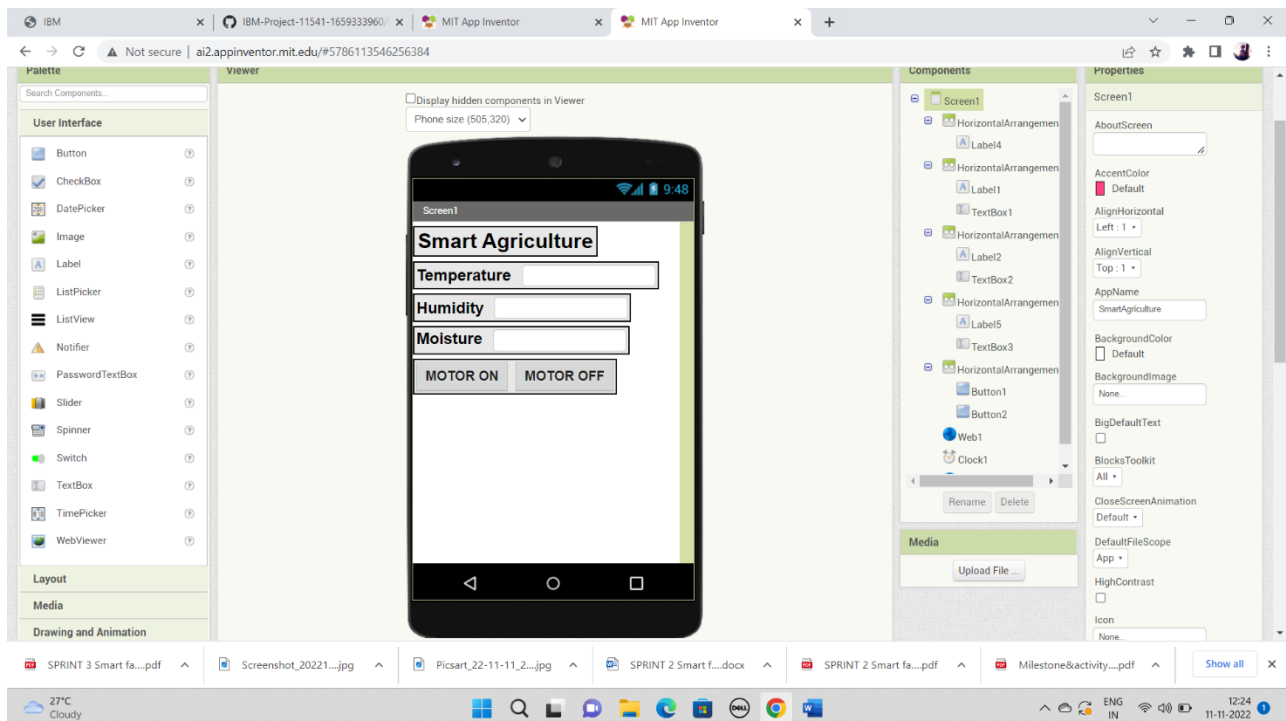 IBM
IBM-Project-11541-1659333960/
MIT App Inventor
MIT App Inventor
Not secure | ai2.appinventor.mit.edu/#5786113546256384
Palette
Search Components...
User Interface
Button
CheckBox
DatePicker
Image
Label
ListPicker
ListView
Notifier
PasswordTextBox
Slider
Spinner
Switch
TextBox
TimePicker
WebViewer
Layout
Media
Drawing and Animation
Viewer
Display hidden components in Viewer
Phone size (505,320)
9:48
Screen1
Smart Agriculture
Temperature
Humidity
Moisture
MOTOR ON MOTOR OFF
Components
Screen1
HorizontalArrangemen
Label4
HorizontalArrangemen
Label1
TextBox1
HorizontalArrangemen
Label2
TextBox2
HorizontalArrangemen
Label5
TextBox3
HorizontalArrangemen
Button1
Button2
Web1
Clock1
Rename Delete
Media
Upload File ...
Properties
Screen1
AboutScreen
AccentColor
Default
AlignHorizontal
Left : 1
AlignVertical
Top : 1
AppName
SmartAgriculture
BackgroundColor
Default
BackgroundImage
None...
BigDefaultText
BlocksToolkit
All
CloseScreenAnimation
Default
DefaultFileScope
App
HighContrast
Icon
None...
SPRINT 3 Smart fa....pdf
Screenshot_20221...jpg
Picsart_22-11-11_2....jpg
SPRINT 2 Smart f....docx
SPRINT 2 Smart fa....pdf
Milestone&activity....pdf
Show all
27°C
Cloudy
DELL
ENG
IN
12:24
11-11-2022
1